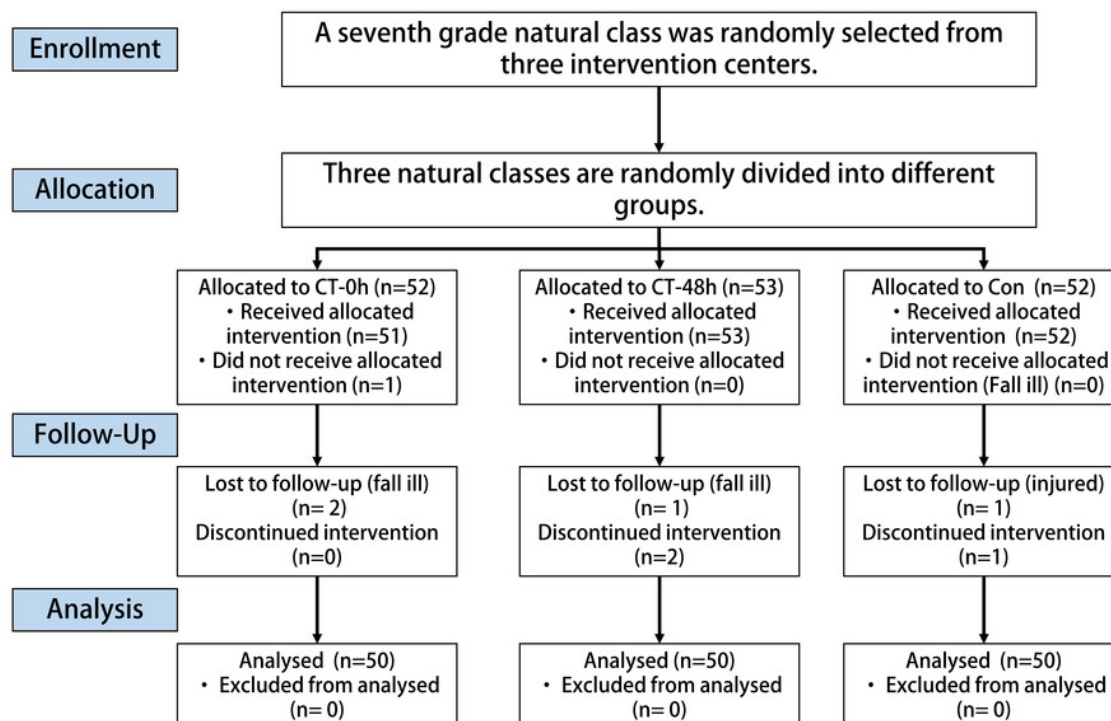 Enrollment
A seventh grade natural class was randomly selected from
three intervention centers.
Allocation
Three natural classes are randomly divided into different
groups.
Allocated to CT-0h (n=52)
・Received allocated
intervention (n=51)
・Did not receive allocated
intervention (n=1)
Allocated to CT-48h (n=53)
・Received allocated
intervention (n=53)
・Did not receive allocated
intervention (n=0)
Allocated to Con (n=52)
・Received allocated
intervention (n=52)
・Did not receive allocated
intervention (Fall ill) (n=0)
Follow-Up
Lost to follow-up (fall ill)
(n= 2)
Discontinued intervention
(n=0)
Lost to follow-up (fall ill)
(n= 1)
Discontinued intervention
(n=2)
Lost to follow-up (injured)
(n= 1)
Discontinued intervention
(n=1)
Analysis
Analysed (n=50)
・Excluded from analysed
(n= 0)
Analysed (n=50)
・Excluded from analysed
(n= 0)
Analysed (n=50)
・Excluded from analysed
(n= 0)